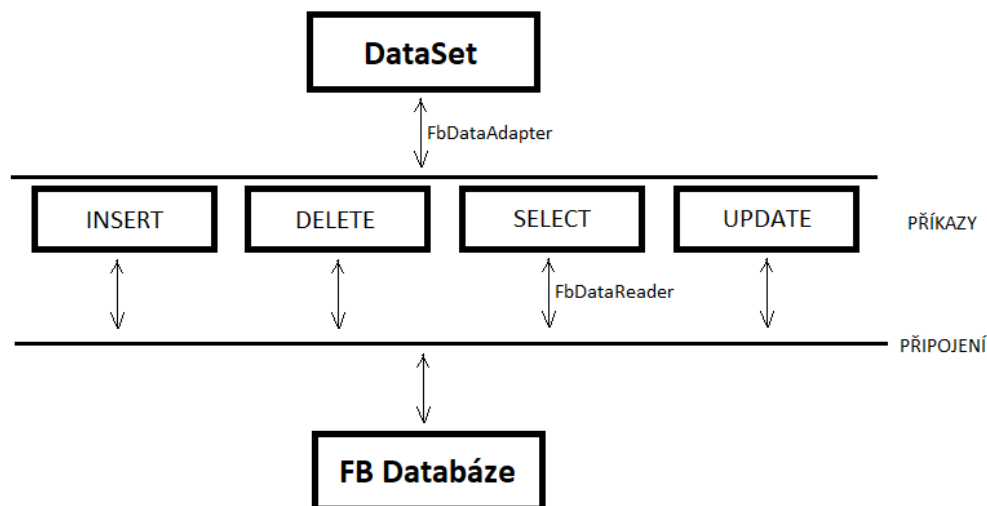 DataSet
FbDataAdapter
INSERT
DELETE
SELECT
UPDATE
PŘÍKAZY
FbDataReader
PŘIPOJENÍ
FB Databáze